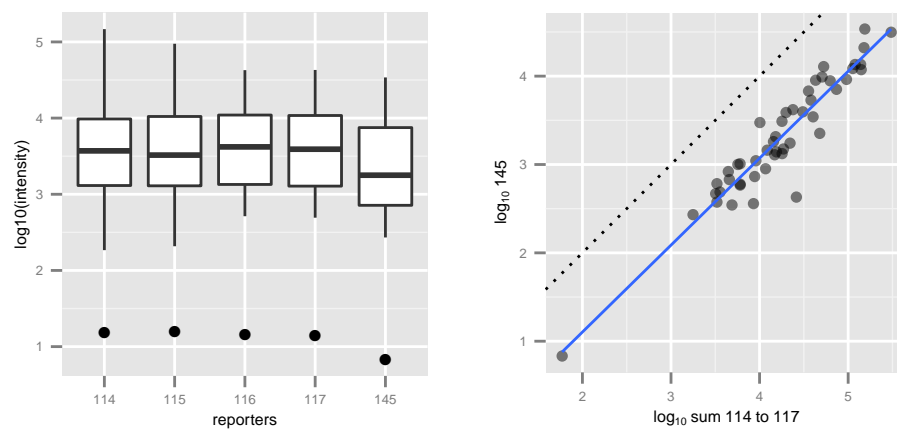 log10(intensity)
5
4
3
2
1
114 115 116 117 145
reporters
log₁₀ 145
4
3
2
1
2 3 4 5
log₁₀ sum 114 to 117